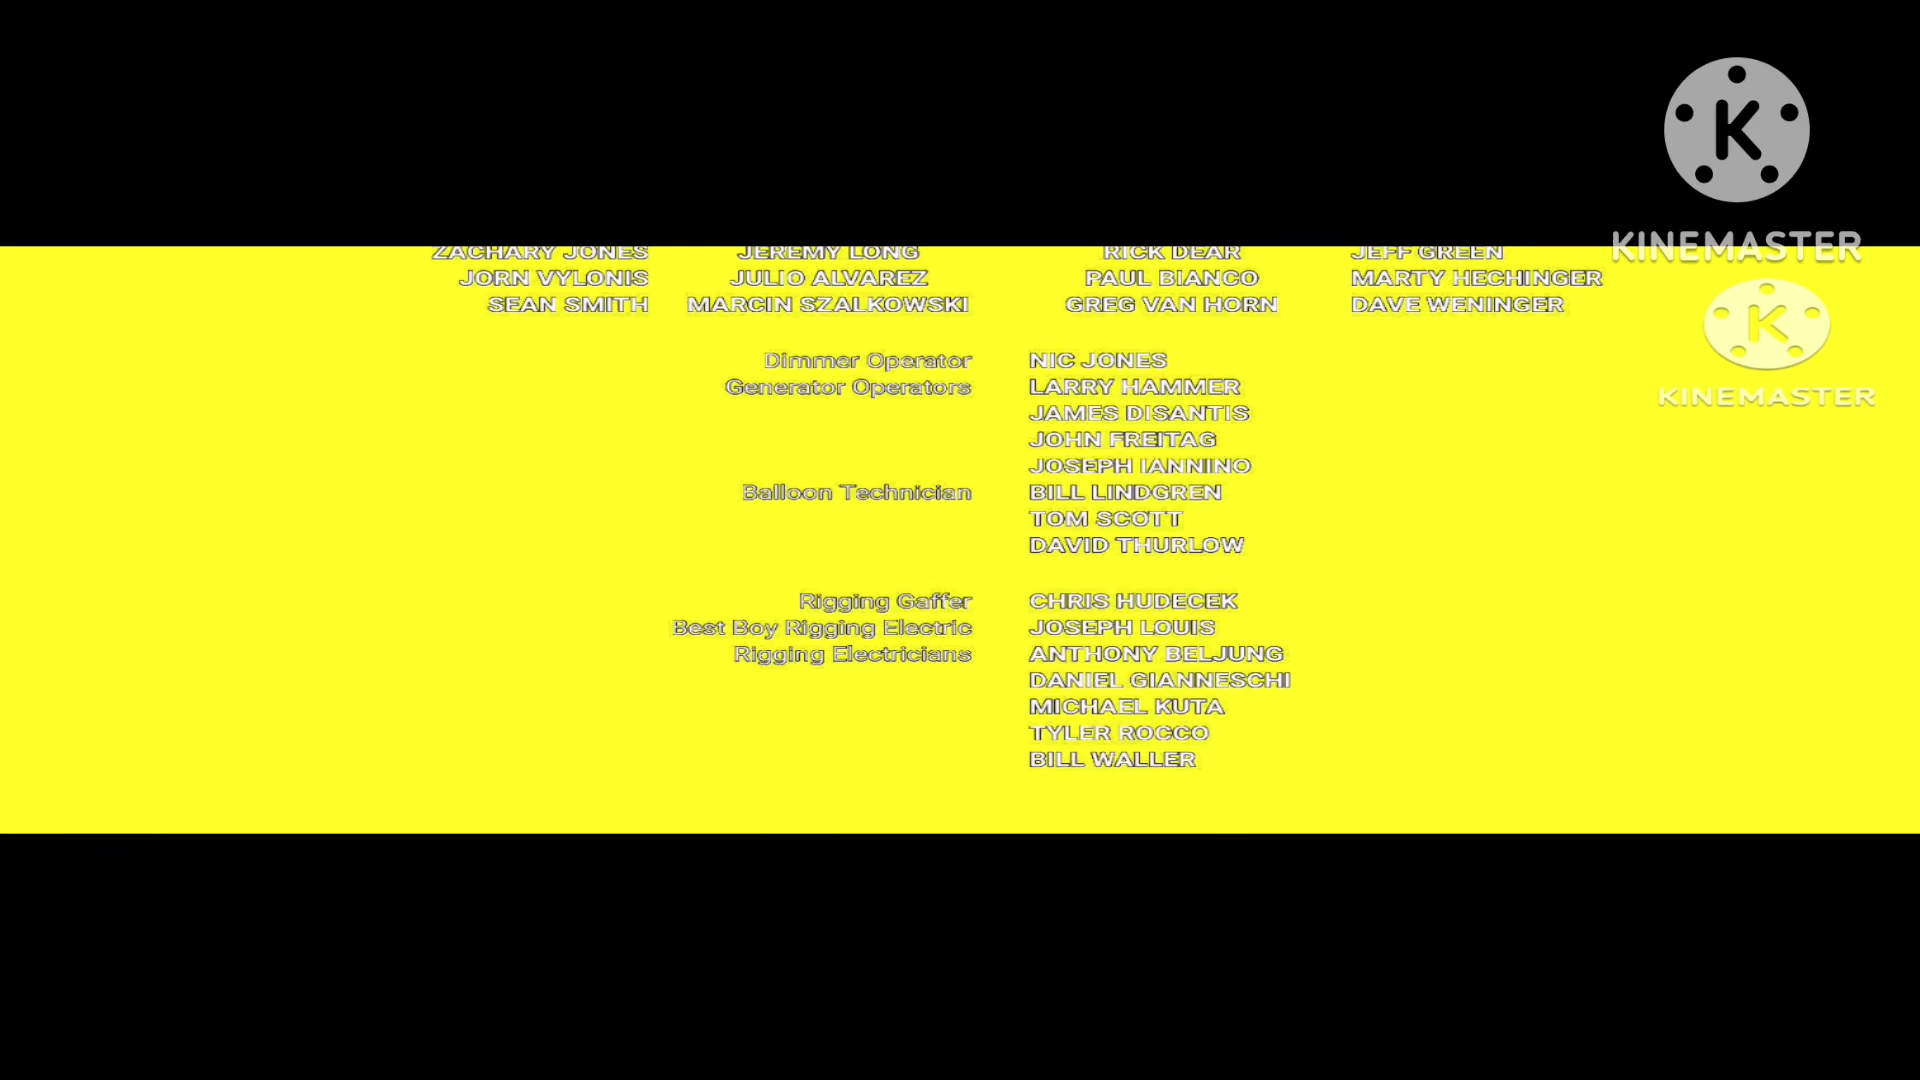 ZACHARY JONES JEREMY LONG RICK DEAR JEFF GREEN
JORN VYLONIS JULIO ALVAREZ PAUL BIANCO MARTY HECHINGER
SEAN SMITH MARCIN SZALKOWSKI GREG VAN HORN DAVE WENINGER
Dimmer Operator NIC JONES
Generator Operators LARRY HAMMER
JAMES DISANTIS
JOHN FREITAG
JOSEPH IANNINO
Balloon Technician BILL LINDGREN
TOM SCOTT
DAVID THURLOW
Rigging Gaffer CHRIS HUDECEK
Best Boy Rigging Electric JOSEPH LOUIS
Rigging Electricians ANTHONY BELJUNG
DANIEL GIANNESCHI
MICHAEL KUTA
TYLER ROCCO
BILL WALLER
K
KINEMASTER
K
KINEMASTER